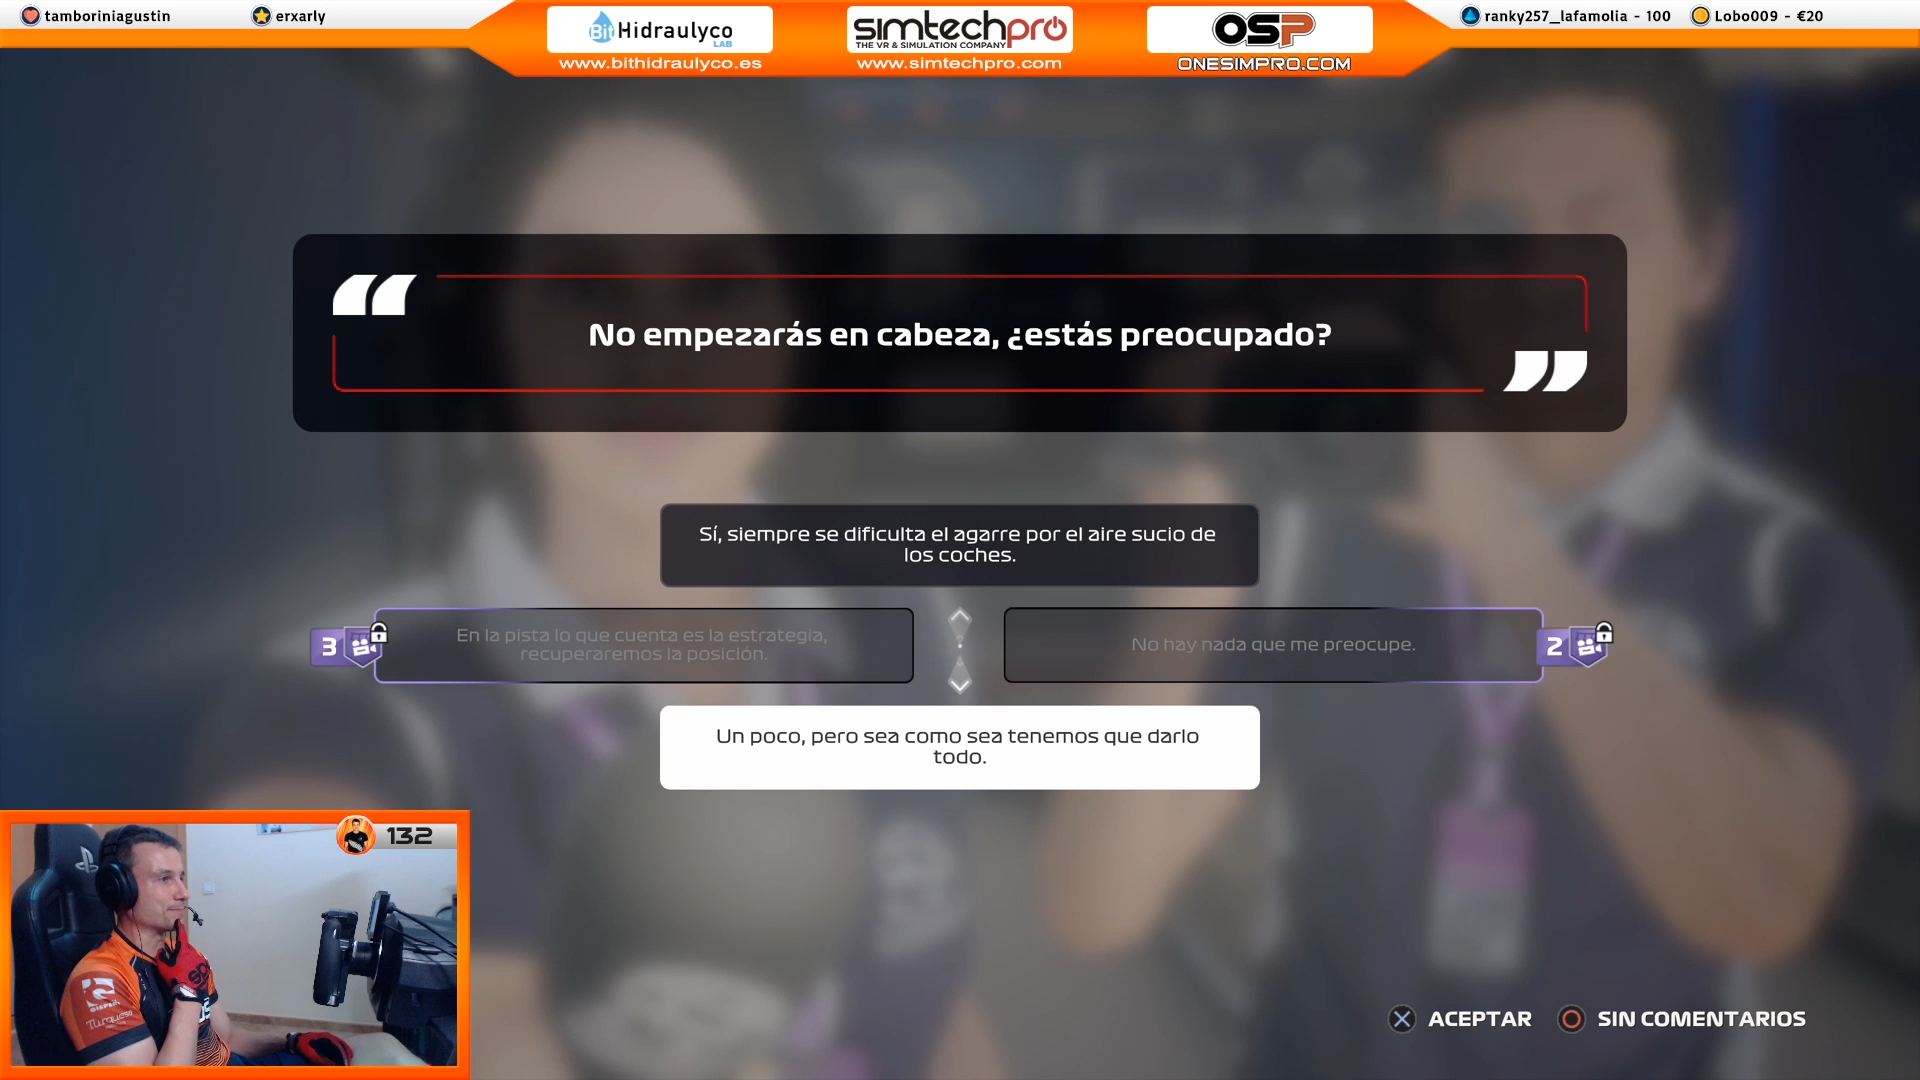 tamboriniagustin
erxarly
BitHidraulyco
LAB
www.bithidraulyco.es
simtechpro
THE VR & SIMULATION COMPANY
www.simtechpro.com
OSP
ONESIMPRO.COM
ranky257_lafamolia - 100
Lobo009 - €20
No empezarás en cabeza, ¿estás preocupado?
Sí, siempre se dificulta el agarre por el aire sucio de
los coches.
3
En la pista lo que cuenta es la estrategia,
recuperaremos la posición.
No hay nada que me preocupe.
2
Un poco, pero sea como sea tenemos que darlo
todo.
132
Turquesa
ACEPTAR
SIN COMENTARIOS